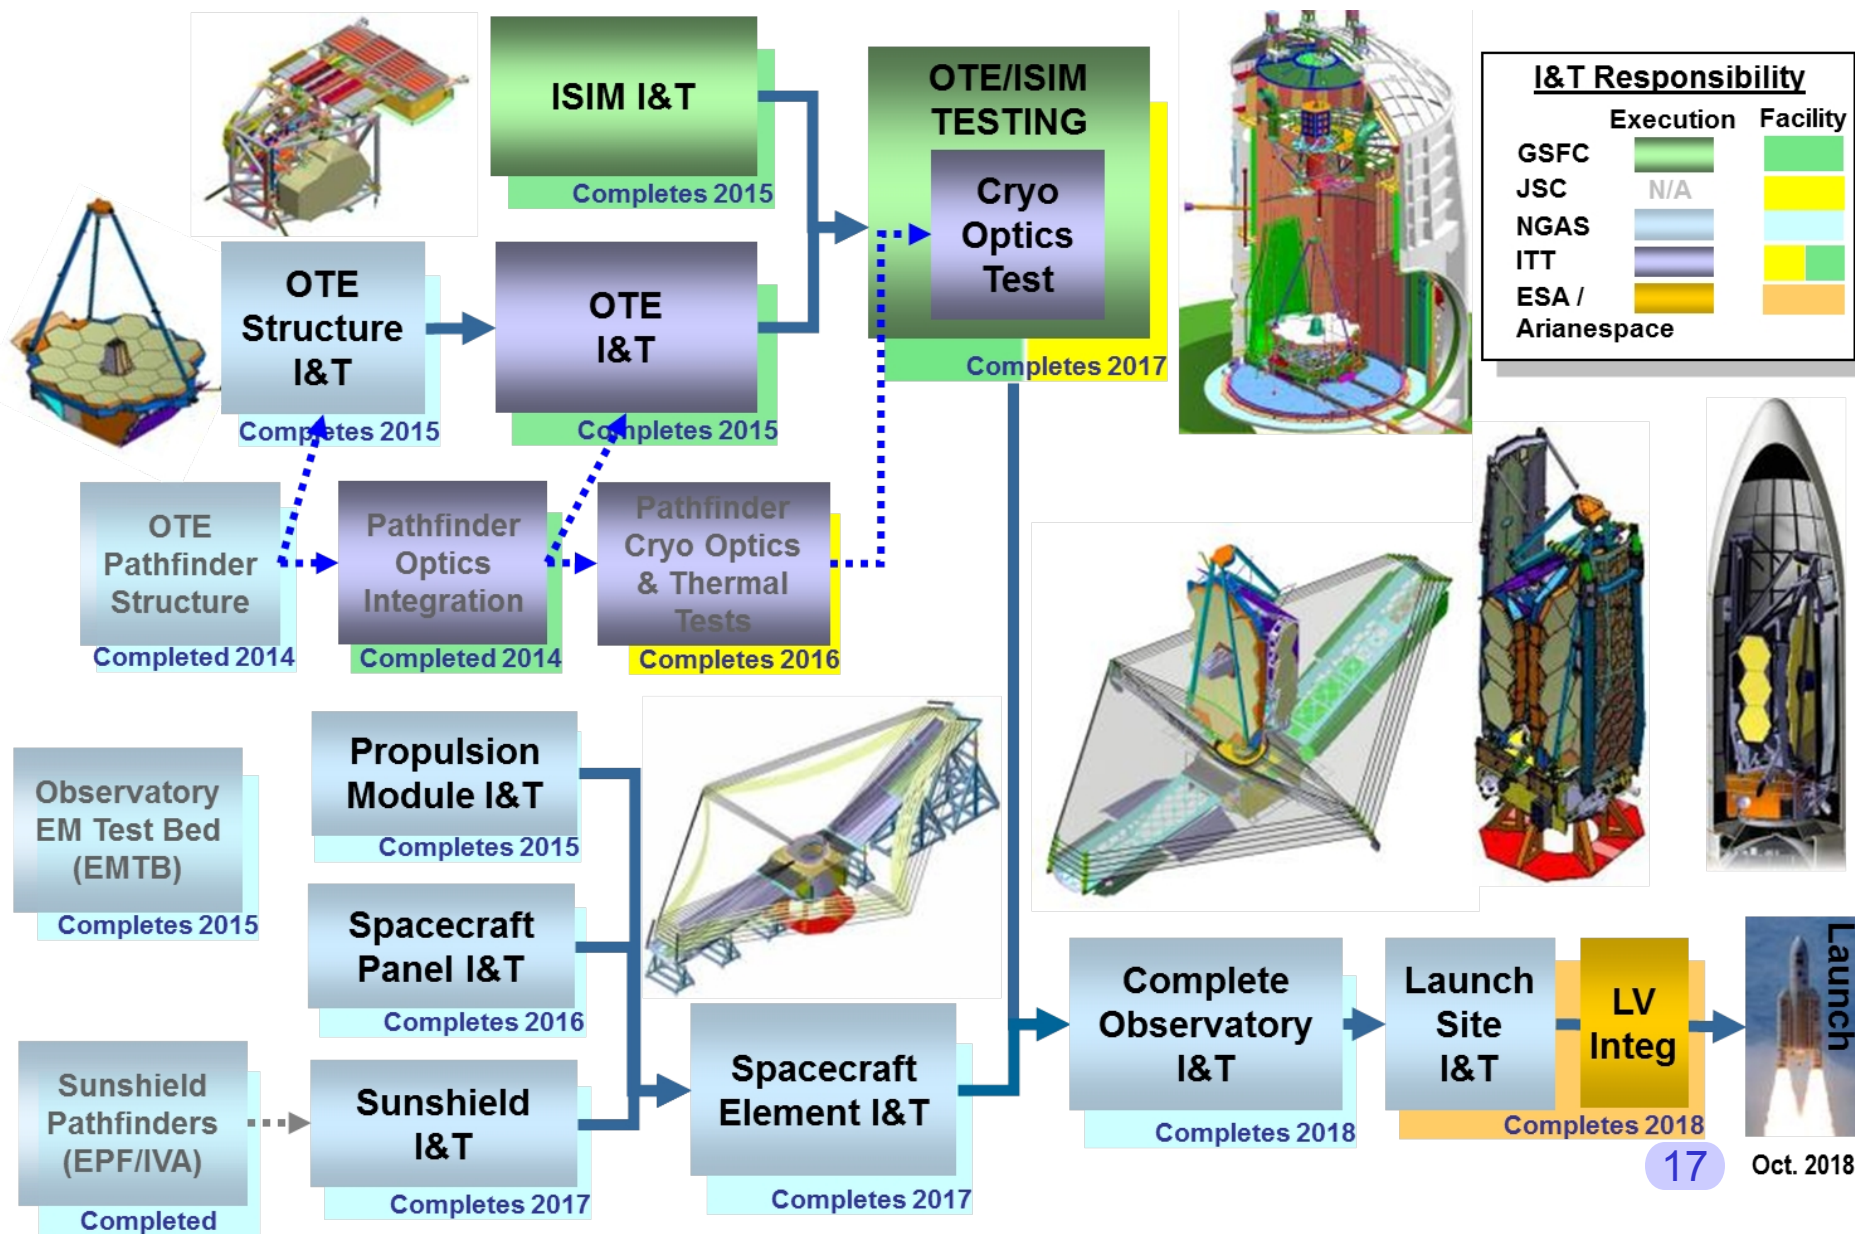 ISIM I&T
Completes 2015
OTE/ISIM
TESTING
Cryo
Optics
Test
Completes 2017
I&T Responsibility
Execution Facility
GSFC
JSC N/A
NGAS
ITT
ESA /
Arianespace
OTE
Structure
I&T
Completes 2015
OTE
I&T
Completes 2015
OTE
Pathfinder
Structure
Completed 2014
Pathfinder
Optics
Integration
Completed 2014
Pathfinder
Cryo Optics
& Thermal
Tests
Completes 2016
Observatory
EM Test Bed
(EMTB)
Completes 2015
Propulsion
Module I&T
Completes 2015
Spacecraft
Panel I&T
Completes 2016
Sunshield
Pathfinders
(EPF/IVA)
Completed
Sunshield
I&T
Completes 2017
Spacecraft
Element I&T
Completes 2017
Complete
Observatory
I&T
Completes 2018
Launch
Site
I&T
LV
Integ
Completes 2018
Launch
Oct. 2018
17